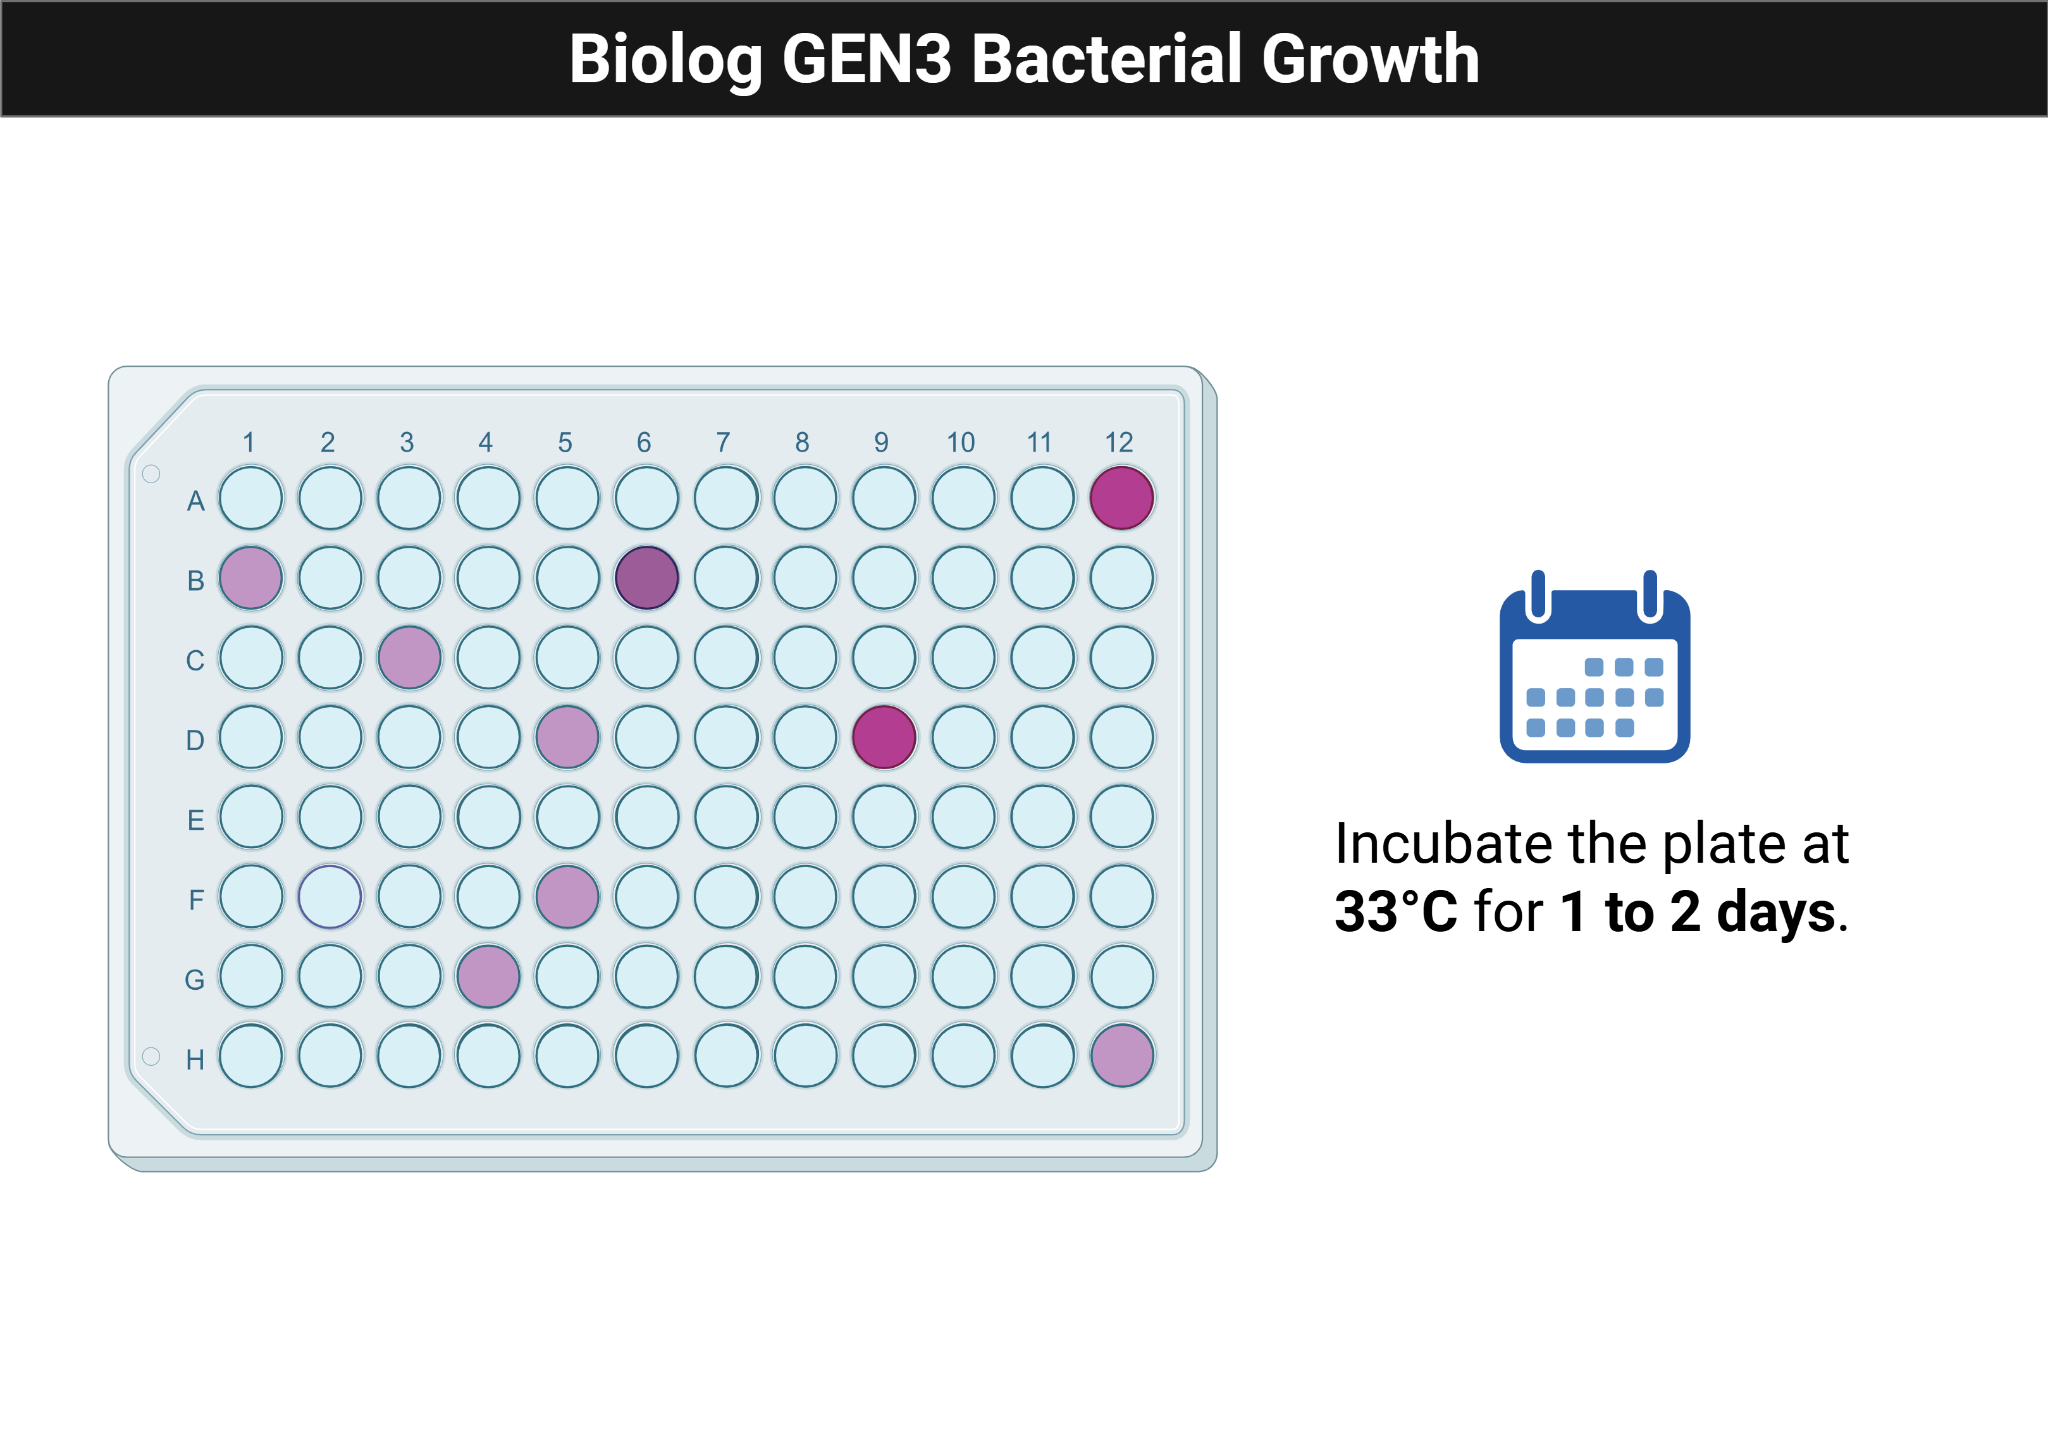 Biolog GEN3 Bacterial Growth
1 2 3 4 5 6 7 8 9 10 11 12
A
B
C
D
E
F
G
H
Incubate the plate at
33°C for 1 to 2 days.